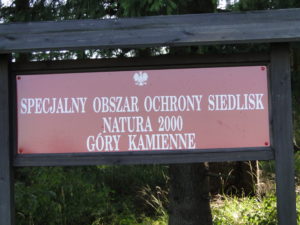 SPECJALNY OBSZAR OCHRONY SIEDLISK
NATURA 2000
GÓRY KAMIENNE